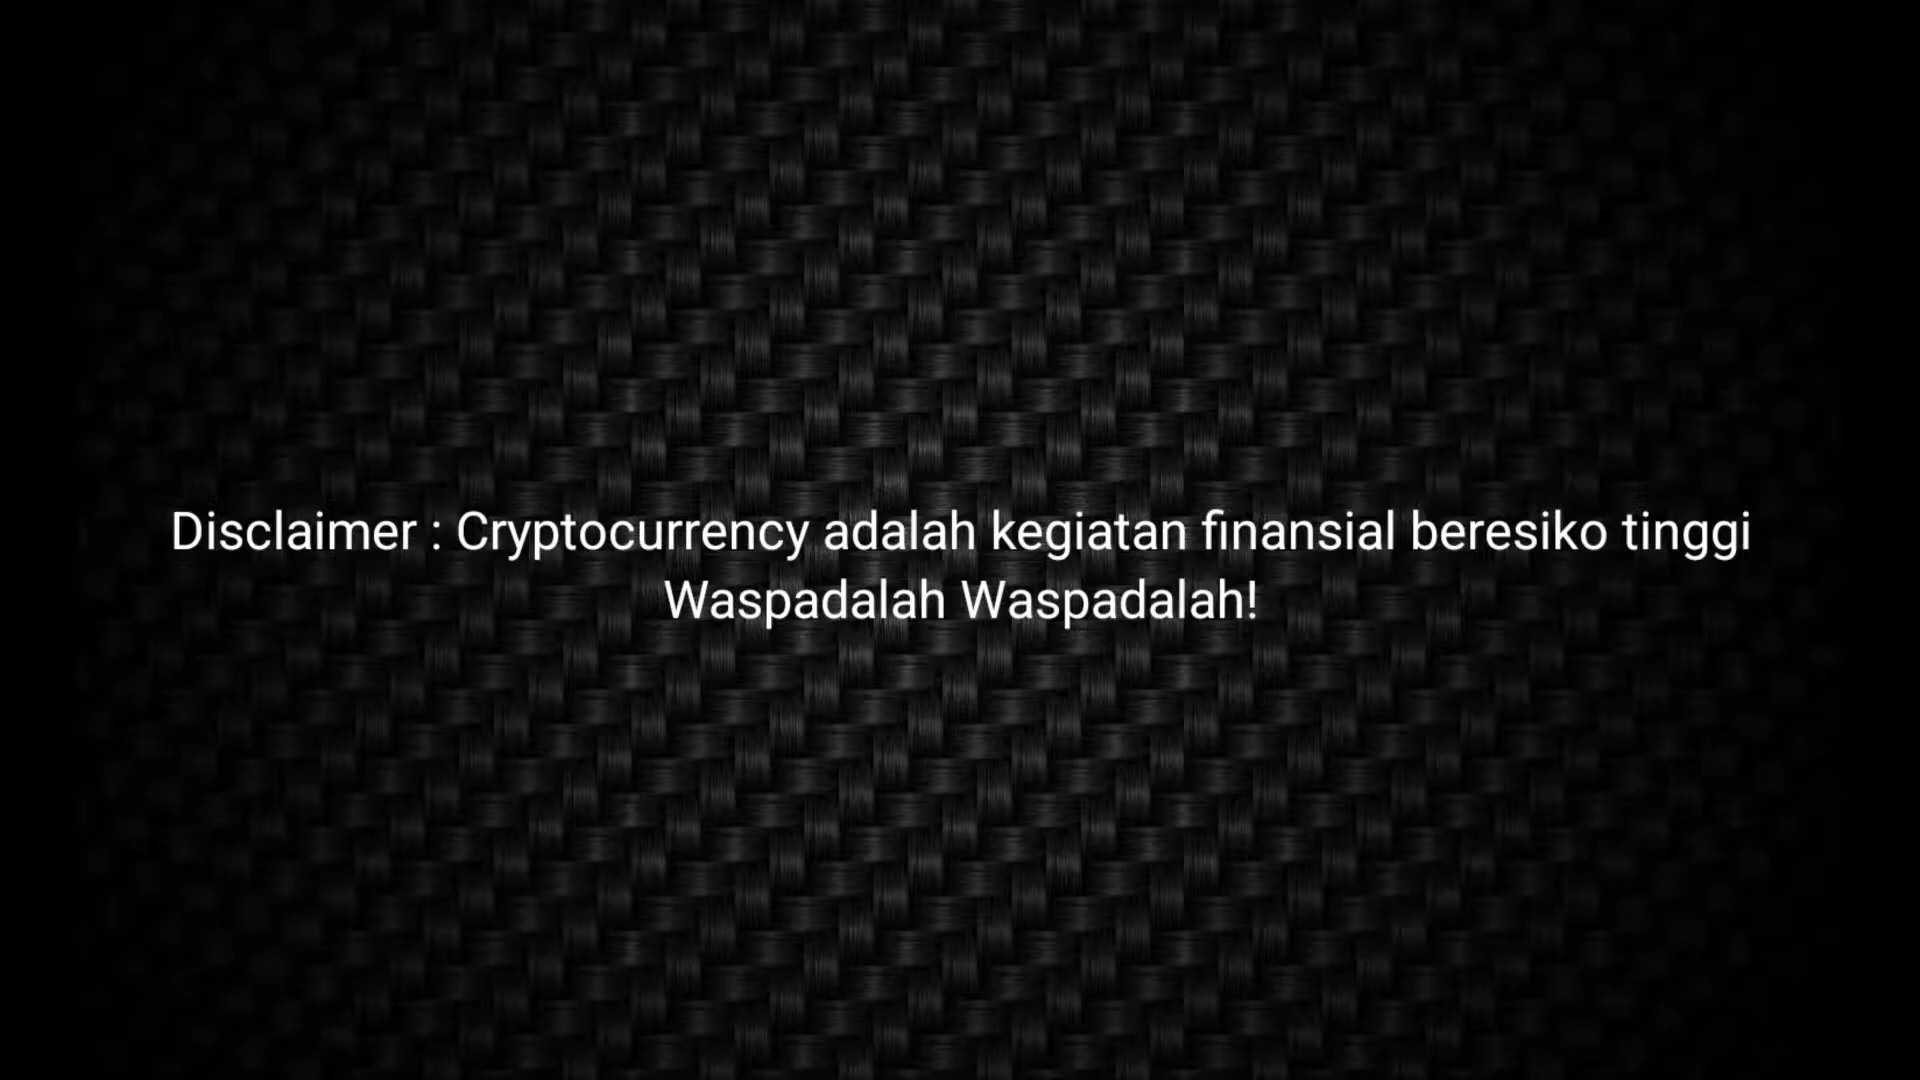 Disclaimer : Cryptocurrency adalah kegiatan finansial beresiko tinggi
Waspadalah Waspadalah!